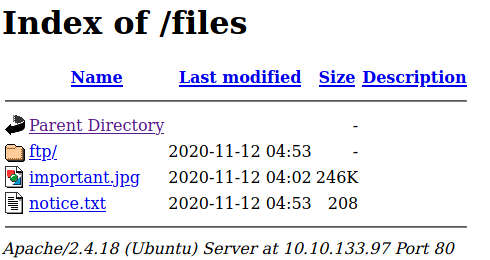 Index of /files
Name Last modified Size Description
Parent Directory -
ftp/ 2020-11-12 04:53 -
important.jpg 2020-11-12 04:02 246K
notice.txt 2020-11-12 04:53 208
Apache/2.4.18 (Ubuntu) Server at 10.10.133.97 Port 80